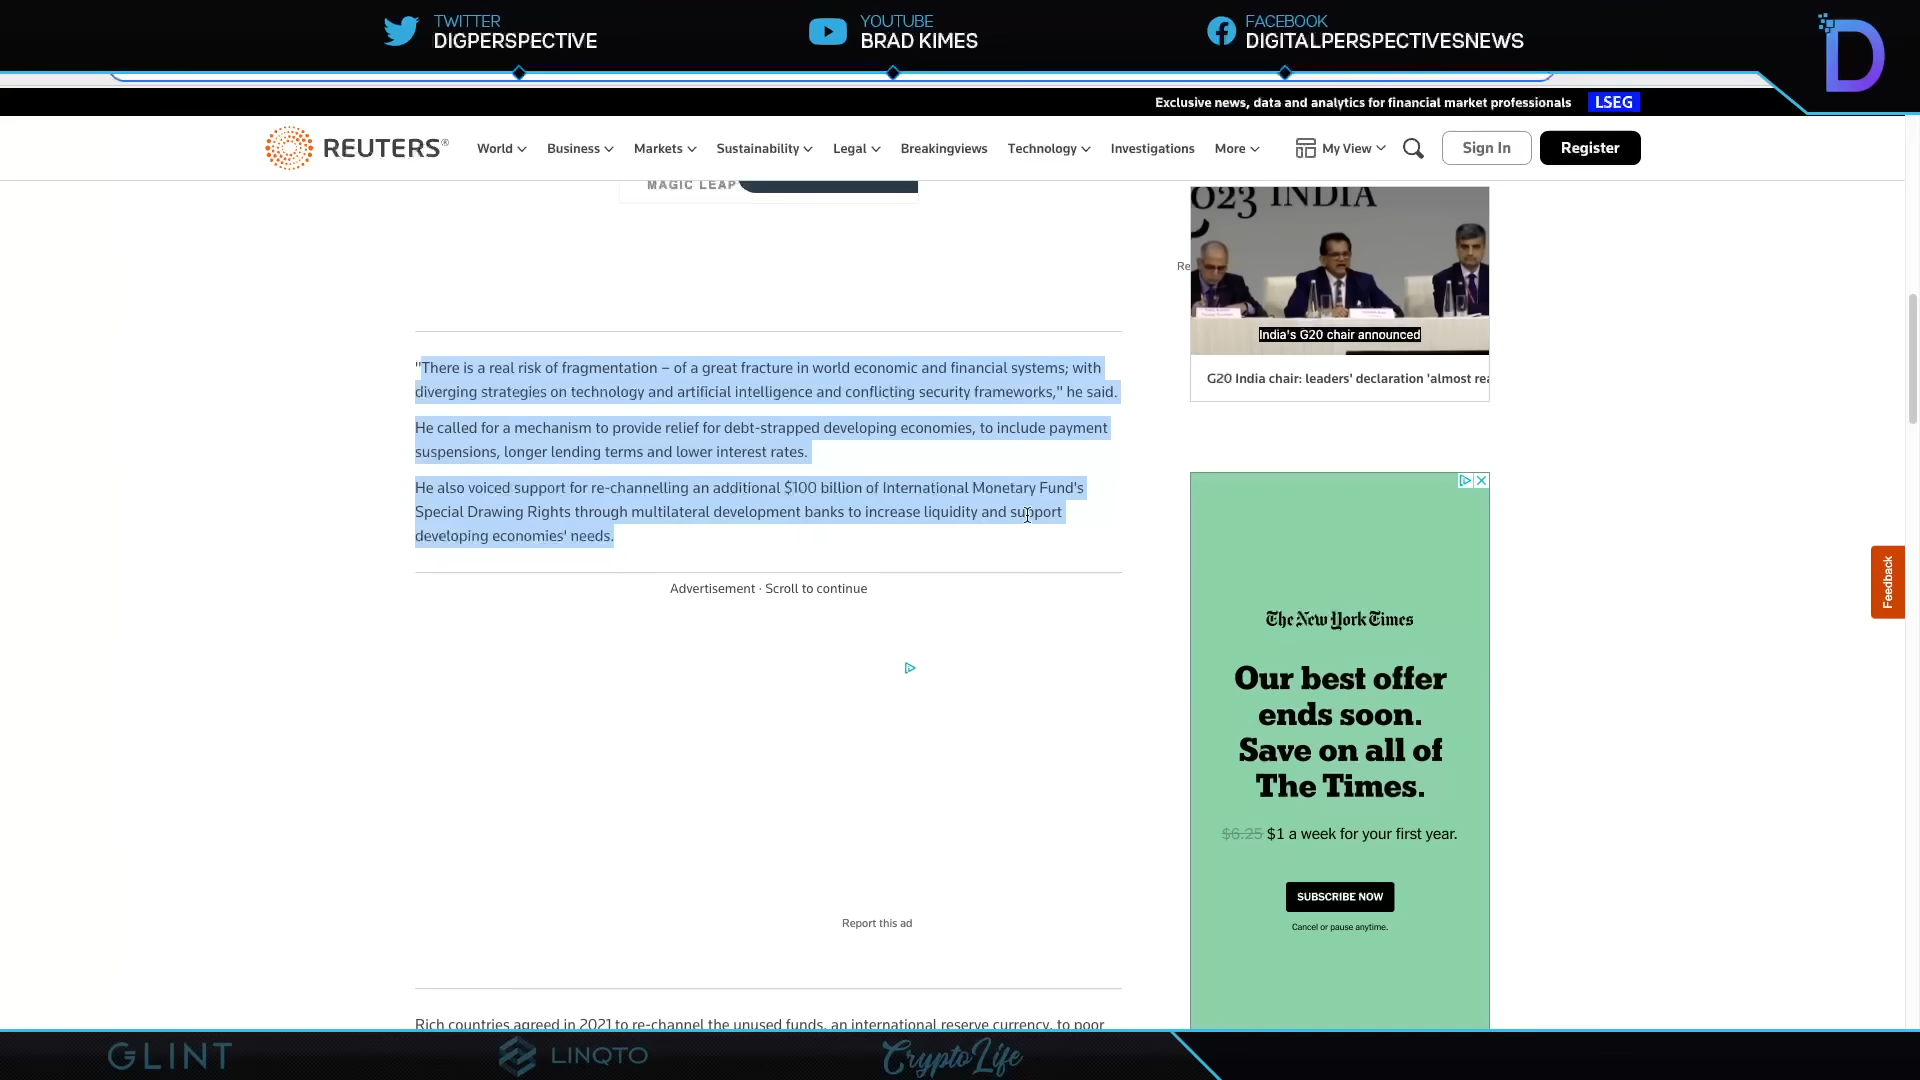 TWITTER
DIGPERSPECTIVE
YOUTUBE
BRAD KIMES
FACEBOOK
DIGITALPERSPECTIVESNEWS
D
Exclusive news, data and analytics for financial market professionals LSEG
REUTERS®
World Business Markets Sustainability Legal Breakingviews Technology Investigations More My View Sign In Register
MAGIC LEAP
023 INDIA
Re
India's G20 chair announced
G20 India chair: leaders' declaration 'almost rea
"There is a real risk of fragmentation – of a great fracture in world economic and financial systems; with
diverging strategies on technology and artificial intelligence and conflicting security frameworks," he said.
He called for a mechanism to provide relief for debt-strapped developing economies, to include payment
suspensions, longer lending terms and lower interest rates.
He also voiced support for re-channelling an additional $100 billion of International Monetary Fund's
Special Drawing Rights through multilateral development banks to increase liquidity and support
developing economies' needs.
Advertisement · Scroll to continue
Report this ad
Rich countries agreed in 2021 to re-channel the unused funds, an international reserve currency, to poor
The New York Times
Our best offer
ends soon.
Save on all of
The Times.
$6.25 $1 a week for your first year.
SUBSCRIBE NOW
Cancel or pause anytime.
Feedback
GLINT
LINQTO
CryptoLife